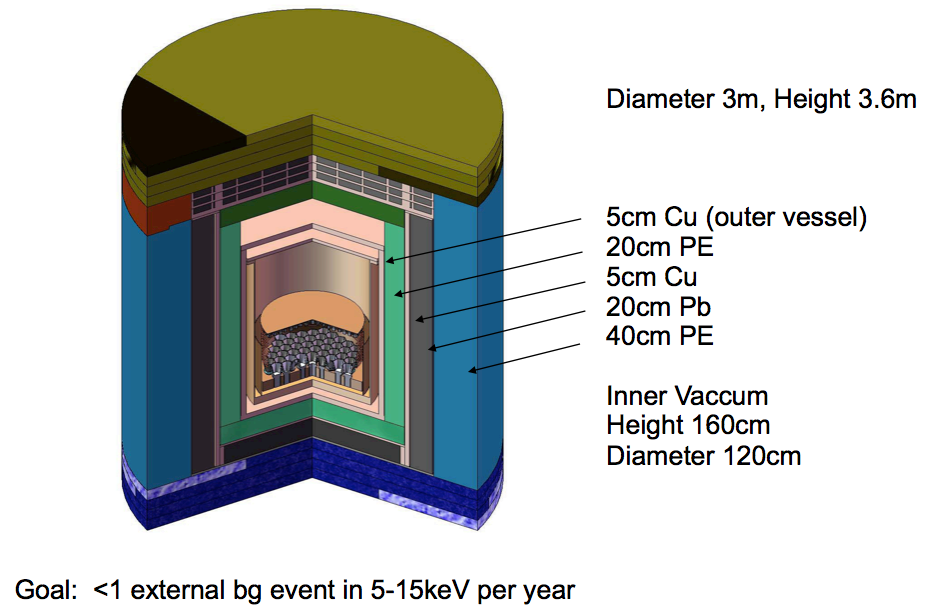 Diameter 3m, Height 3.6m
5cm Cu (outer vessel)
20cm PE
5cm Cu
20cm Pb
40cm PE
Inner Vaccum
Height 160cm
Diameter 120cm
Goal:  <1 external bg event in 5-15keV per year